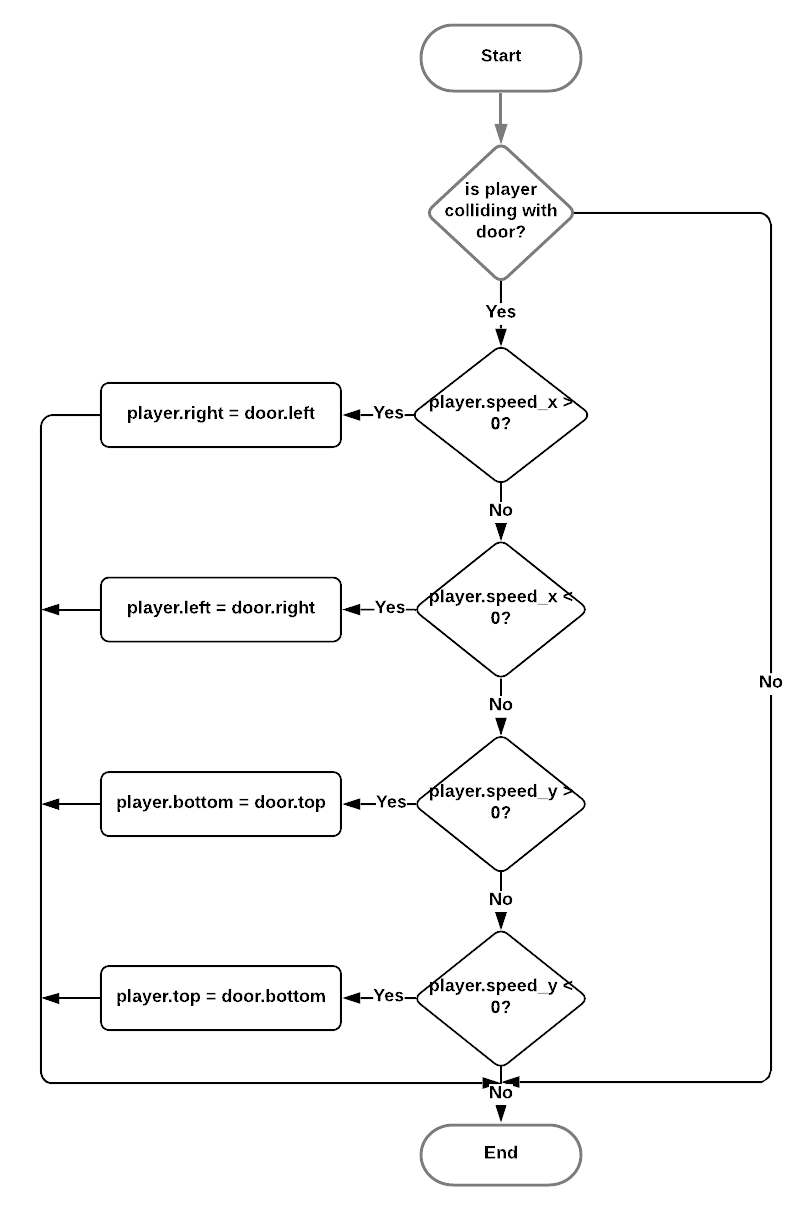 Start
is player
colliding with
door?
Yes
player.right = door.left
Yes
player.speed_x >
0?
No
player.left = door.right
Yes
player.speed_x <
0?
No
No
player.bottom = door.top
Yes
player.speed_y >
0?
No
player.top = door.bottom
Yes
player.speed_y <
0?
No
End